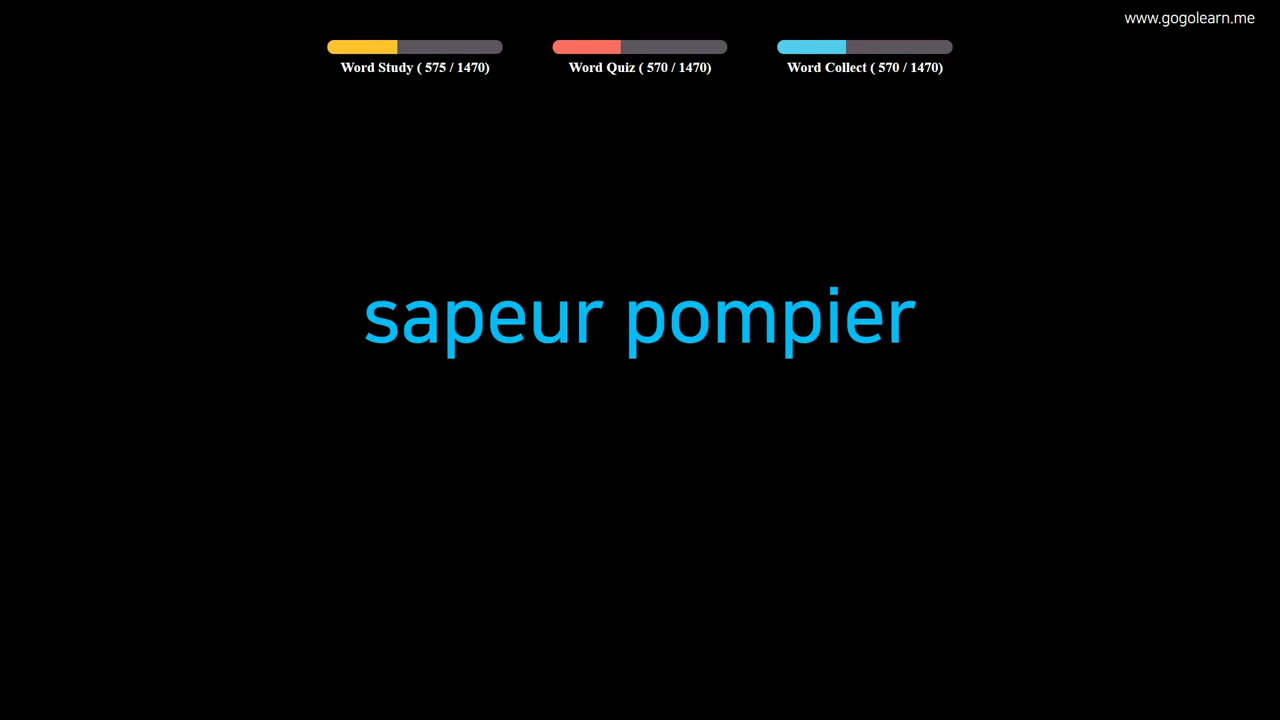 www.gogolearn.me
Word Study ( 575 / 1470)
Word Quiz ( 570 / 1470)
Word Collect ( 570 / 1470)
sapeur pompier